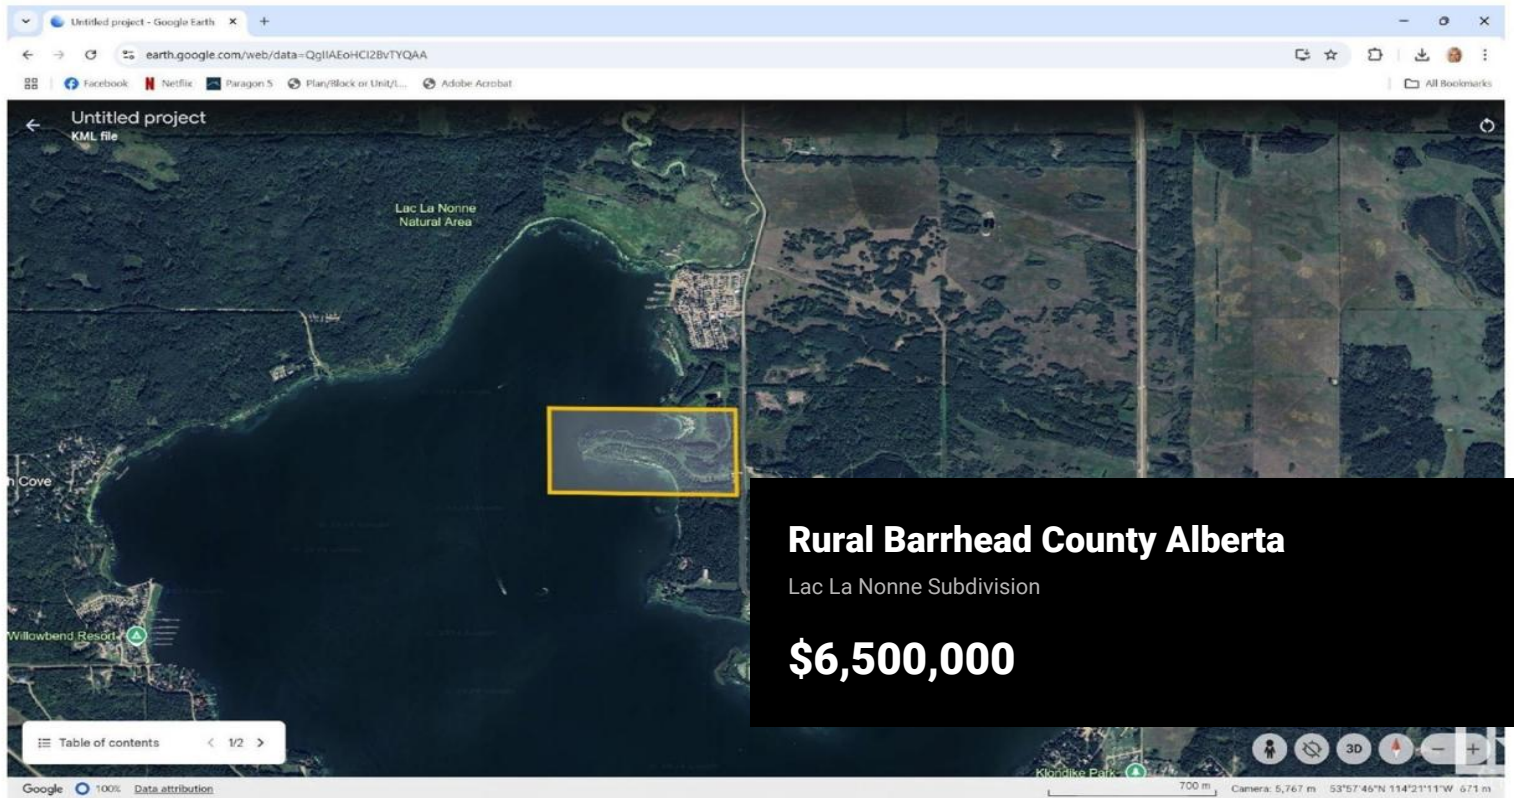 Untitled project - Google Earth
earth.google.com/web/data=QgIIAEoHCI2BvTYQAA
Facebook Netflix Paragon 5 Plan/Block or Unit/L... Adobe Acrobat All Bookmarks
Untitled project
KML file
Lac La Nonne
Natural Area
h Cove
Rural Barrhead County Alberta
Lac La Nonne Subdivision
$6,500,000
Willowbend Resort
Table of contents 1/2
3D
Klondike Park
Google 100% Data attribution 700 m Camera: 5,767 m 53°57'46"N 114°21'11"W 671 m